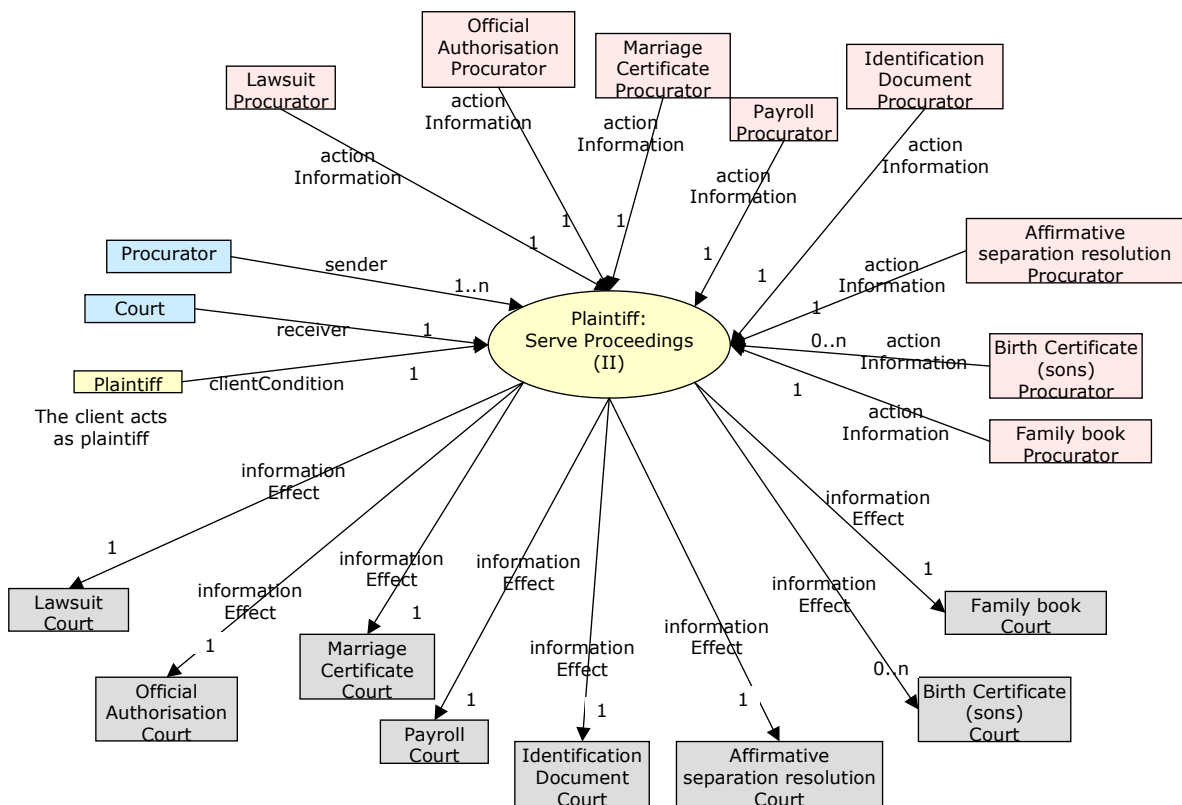 Official
Authorisation
Procurator
Marriage
Certificate
Procurator
Identification
Document
Procurator
Lawsuit
Procurator
Payroll
Procurator
action
Information
action
Information
action
Information
action
Information
action
Information
1
1
1
1
1
Affirmative
separation resolution
Procurator
action
Information
1
Procurator
sender
1..n
Court
receiver
1
Plaintiff
clientCondition
1
The client acts
as plaintiff
Plaintiff:
Serve Proceedings
(II)
0..n
action
Information
Birth Certificate
(sons)
Procurator
1
action
Information
Family book
Procurator
information
Effect
1
Lawsuit
Court
information
Effect
1
Official
Authorisation
Court
information
Effect
1
Marriage
Certificate
Court
information
Effect
1
Payroll
Court
information
Effect
1
Identification
Document
Court
information
Effect
1
Affirmative
separation resolution
Court
information
Effect
0..n
Birth Certificate
(sons)
Court
information
Effect
1
Family book
Court